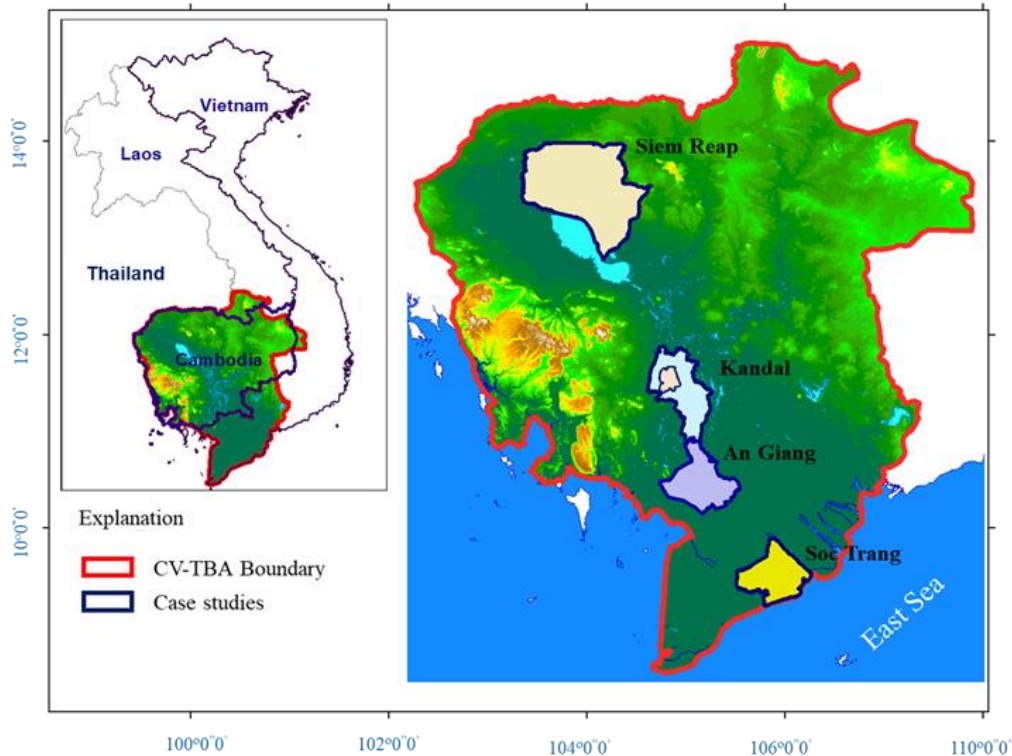 Vietnam
Laos
Thailand
Cambodia
Siem Reap
Kandal
An Giang
Soc Trang
East Sea
Explanation
CV-TBA Boundary
Case studies
14°0'0"
12°0'0"
10°0'0"
100°0'0"
102°0'0"
104°0'0"
106°0'0"
110°0'0"